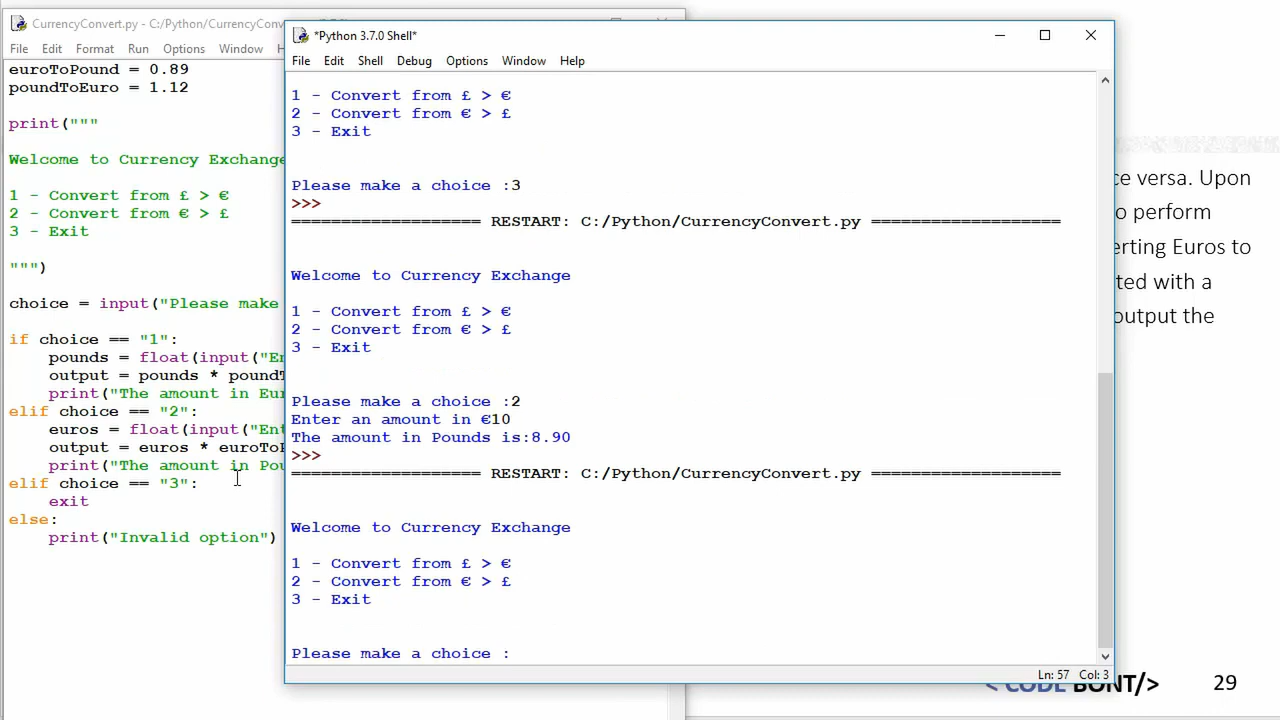 CurrencyConvert.py - C:/Python/CurrencyConv
File Edit Format Run Options Window H
euroToPound = 0.89
poundToEuro = 1.12
print("""
Welcome to Currency Exchange
1 - Convert from £ > €
2 - Convert from € > £
3 - Exit
""")
choice = input("Please make
if choice == "1":
pounds = float(input("En
output = pounds * poundT
print("The amount in Eur
elif choice == "2":
euros = float(input("Ent
output = euros * euroToP
print("The amount in Pou
elif choice == "3":
exit
else:
print("Invalid option")
*Python 3.7.0 Shell*
File Edit Shell Debug Options Window Help
1 - Convert from £ > €
2 - Convert from € > £
3 - Exit
Please make a choice :3
>>>
=================== RESTART: C:/Python/CurrencyConvert.py ===================
Welcome to Currency Exchange
1 - Convert from £ > €
2 - Convert from € > £
3 - Exit
Please make a choice :2
Enter an amount in €10
The amount in Pounds is:8.90
>>>
=================== RESTART: C:/Python/CurrencyConvert.py ===================
Welcome to Currency Exchange
1 - Convert from £ > €
2 - Convert from € > £
3 - Exit
Please make a choice :
Ln: 57 Col: 3
ce versa. Upon
o perform
erting Euros to
ted with a
output the
< CODE BONT/>
29